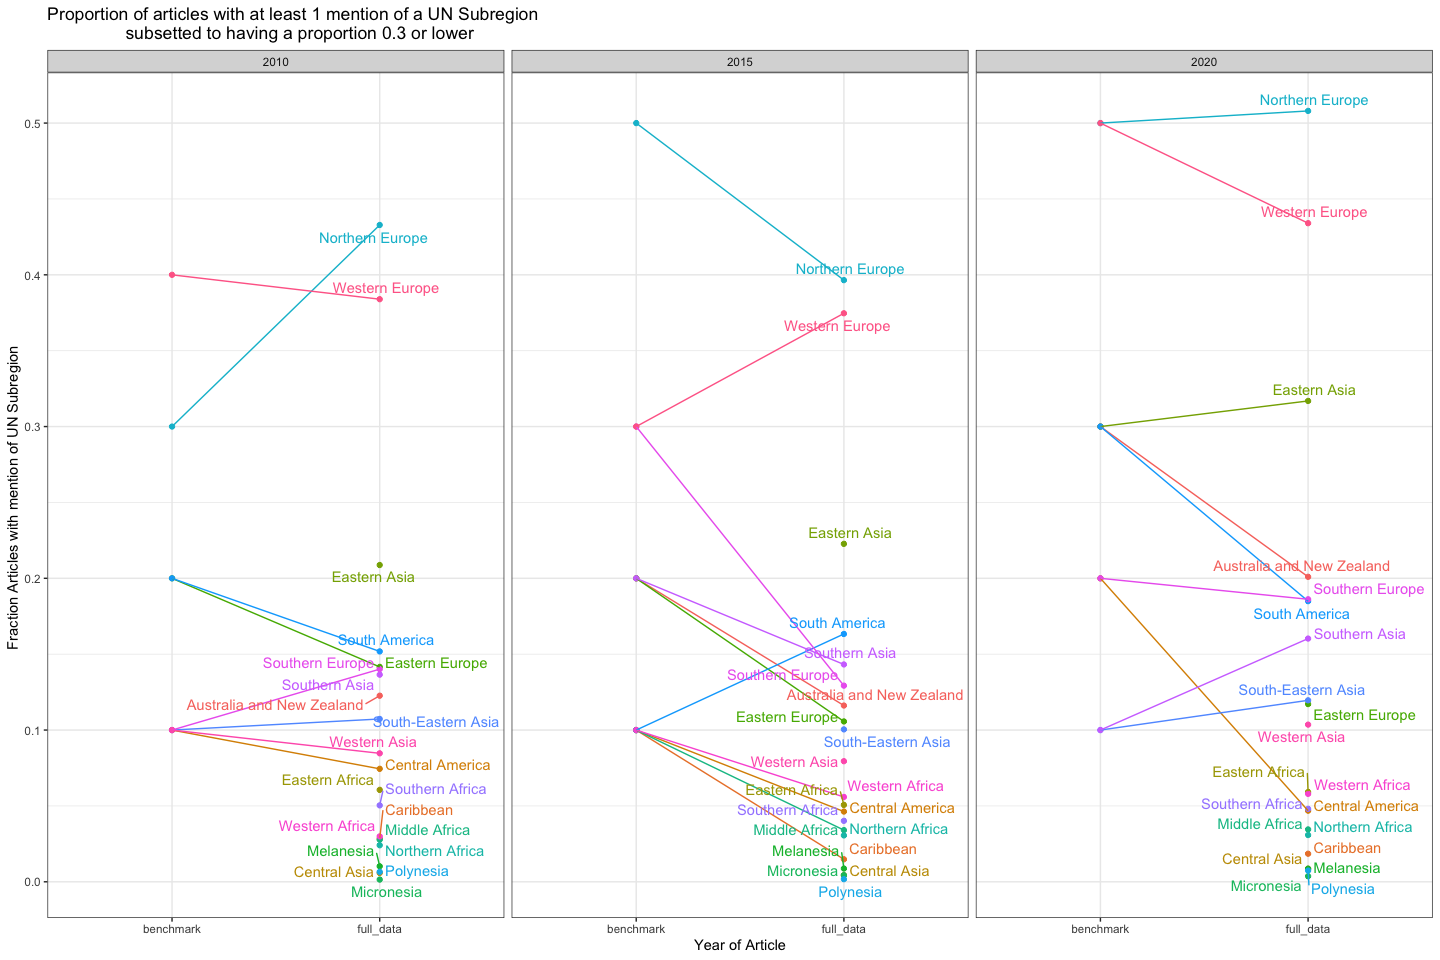 Proportion of articles with at least 1 mention of a UN Subregion
subsetted to having a proportion 0.3 or lower
2010
2015
2020
Fraction Articles with mention of UN Subregion
0.5
0.4
0.3
0.2
0.1
0.0
Northern Europe
Western Europe
Eastern Asia
South America
Southern Europe
Eastern Europe
Southern Asia
Australia and New Zealand
South-Eastern Asia
Western Asia
Central America
Eastern Africa
Southern Africa
Caribbean
Western Africa
Middle Africa
Melanesia
Northern Africa
Central Asia
Polynesia
Micronesia
Northern Europe
Western Europe
Eastern Asia
South America
Southern Asia
Southern Europe
Australia and New Zealand
Eastern Europe
South-Eastern Asia
Western Asia
Western Africa
Eastern Africa
Central America
Southern Africa
Middle Africa
Northern Africa
Caribbean
Melanesia
Micronesia
Central Asia
Polynesia
Northern Europe
Western Europe
Eastern Asia
Australia and New Zealand
Southern Europe
South America
Southern Asia
South-Eastern Asia
Eastern Europe
Western Asia
Eastern Africa
Western Africa
Southern Africa
Central America
Middle Africa
Northern Africa
Caribbean
Central Asia
Melanesia
Micronesia
Polynesia
benchmark
full_data
benchmark
full_data
benchmark
full_data
Year of Article